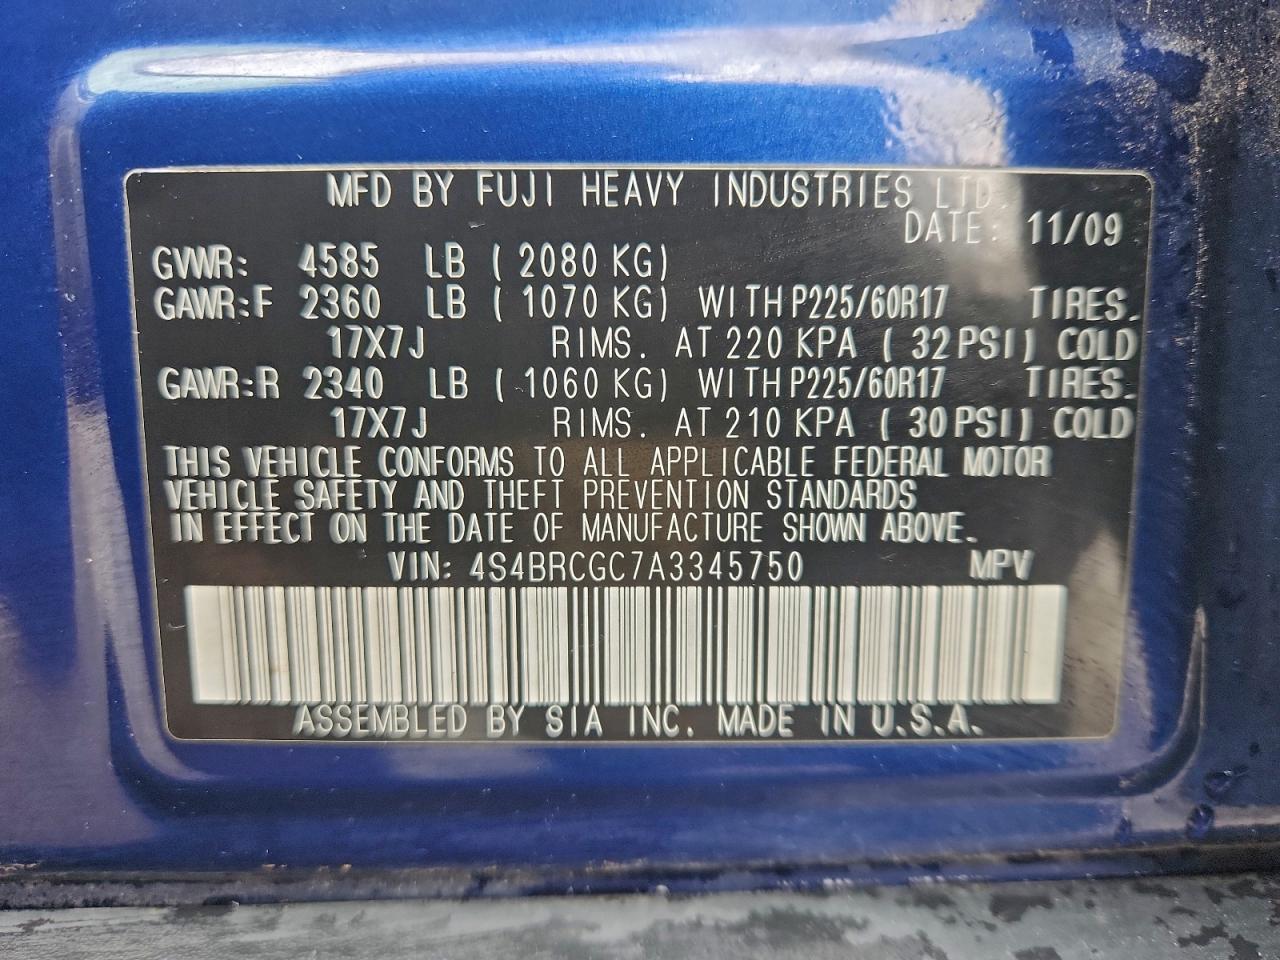 MFD BY FUJI HEAVY INDUSTRIES LTD.
DATE: 11/09
GVWR: 4585 LB ( 2080 KG)
GAWR:F 2360 LB ( 1070 KG) WITH P225/60R17 TIRES.
17X7J RIMS. AT 220 KPA ( 32 PSI) COLD
GAWR:R 2340 LB ( 1060 KG) WITH P225/60R17 TIRES.
17X7J RIMS. AT 210 KPA ( 30 PSI) COLD
THIS VEHICLE CONFORMS TO ALL APPLICABLE FEDERAL MOTOR
VEHICLE SAFETY AND THEFT PREVENTION STANDARDS
IN EFFECT ON THE DATE OF MANUFACTURE SHOWN ABOVE.
VIN: 4S4BRCGC7A3345750 MPV
ASSEMBLED BY SIA INC. MADE IN U.S.A.